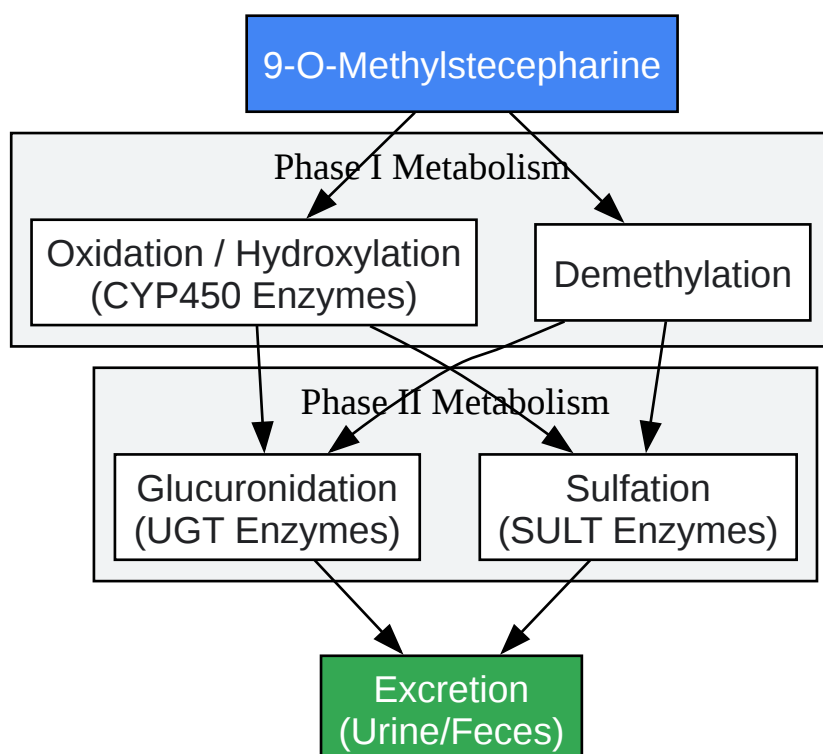 9-O-Methylstecepharine
Phase I Metabolism
Oxidation / Hydroxylation
(CYP450 Enzymes)
Demethylation
Phase II Metabolism
Glucuronidation
(UGT Enzymes)
Sulfation
(SULT Enzymes)
Excretion
(Urine/Feces)